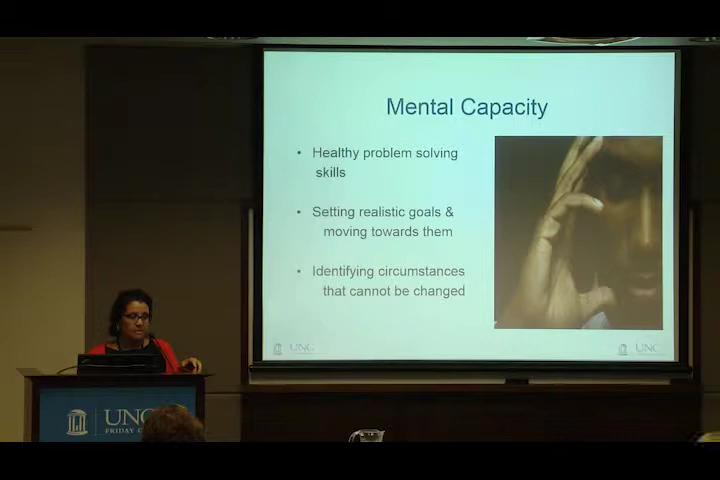 Mental Capacity
• Healthy problem solving
skills
• Setting realistic goals &
moving towards them
• Identifying circumstances
that cannot be changed
UNC
UNC
UNC
FRIDAY